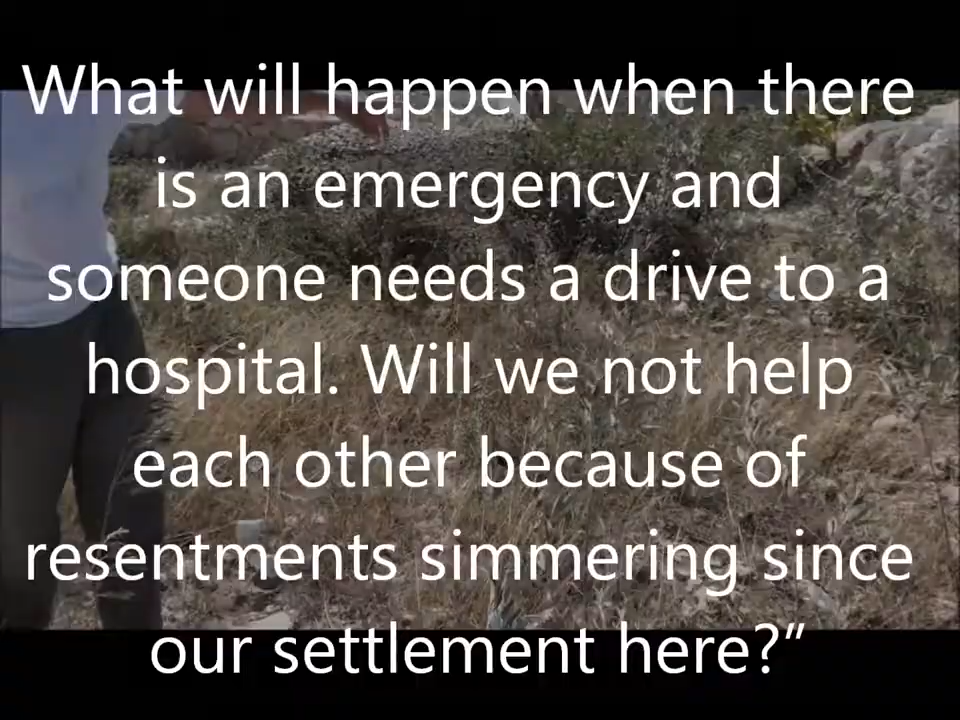 What will happen when there
is an emergency and
someone needs a drive to a
hospital. Will we not help
each other because of
resentments simmering since
our settlement here?”